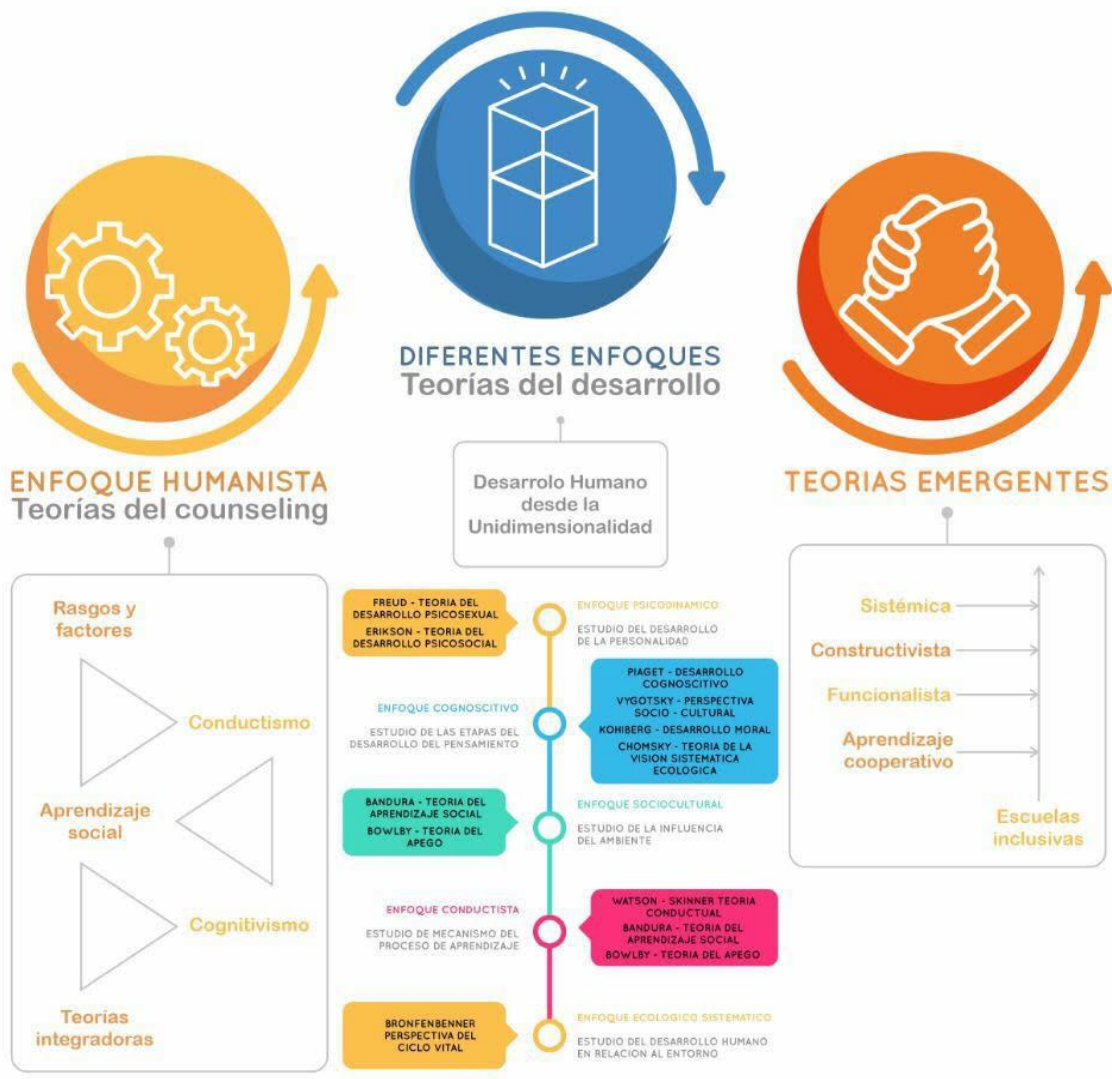 DIFERENTES ENFOQUES
Teorías del desarrollo
Desarrolo Humano
desde la
Unidimensionalidad
ENFOQUE HUMANISTA
Teorías del counseling
Rasgos y
factores
Conductismo
Aprendizaje
social
Cognitivismo
Teorías
integradoras
FREUD - TEORIA DEL
DESARROLLO PSICOSEXUAL
ERIKSON - TEORIA DEL
DESARROLLO PSICOSOCIAL
ENFOQUE PSICODINAMICO
ESTUDIO DEL DESARROLLO
DE LA PERSONALIDAD
ENFOQUE COGNOSCITIVO
ESTUDIO DE LAS ETAPAS DEL
DESARROLLO DEL PENSAMIENTO
PIAGET - DESARROLLO
COGNOSCITIVO
VYGOTSKY - PERSPECTIVA
SOCIO - CULTURAL
KOHIBERG - DESARROLLO MORAL
CHOMSKY - TEORIA DE LA
VISION SISTEMATICA
ECOLOGICA
BANDURA - TEORIA DEL
APRENDIZAJE SOCIAL
BOWLBY - TEORIA DEL
APEGO
ENFOQUE SOCIOCULTURAL
ESTUDIO DE LA INFLUENCIA
DEL AMBIENTE
ENFOQUE CONDUCTISTA
ESTUDIO DE MECANISMO DEL
PROCESO DE APRENDIZAJE
WATSON - SKINNER TEORIA
CONDUCTUAL
BANDURA - TEORIA DEL
APRENDIZAJE SOCIAL
BOWLBY - TEORIA DEL APEGO
BRONFENBENNER
PERSPECTIVA DEL
CICLO VITAL
ENFOQUE ECOLOGICO SISTEMATICO
ESTUDIO DEL DESARROLLO HUMANO
EN RELACION AL ENTORNO
TEORIAS EMERGENTES
Sistémica
Constructivista
Funcionalista
Aprendizaje
cooperativo
Escuelas
inclusivas